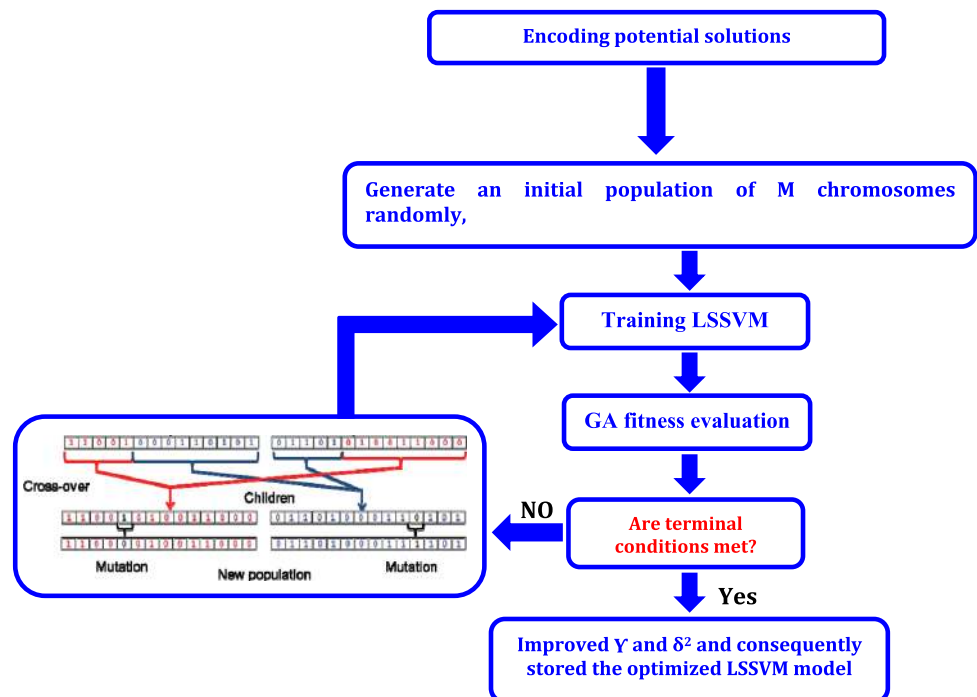 Encoding potential solutions
Generate an initial population of M chromosomes
randomly,
Training LSSVM
GA fitness evaluation
Are terminal
conditions met?
NO
Yes
Cross-over
Children
Mutation
New population
Mutation
Improved ϒ and δ² and consequently
stored the optimized LSSVM model